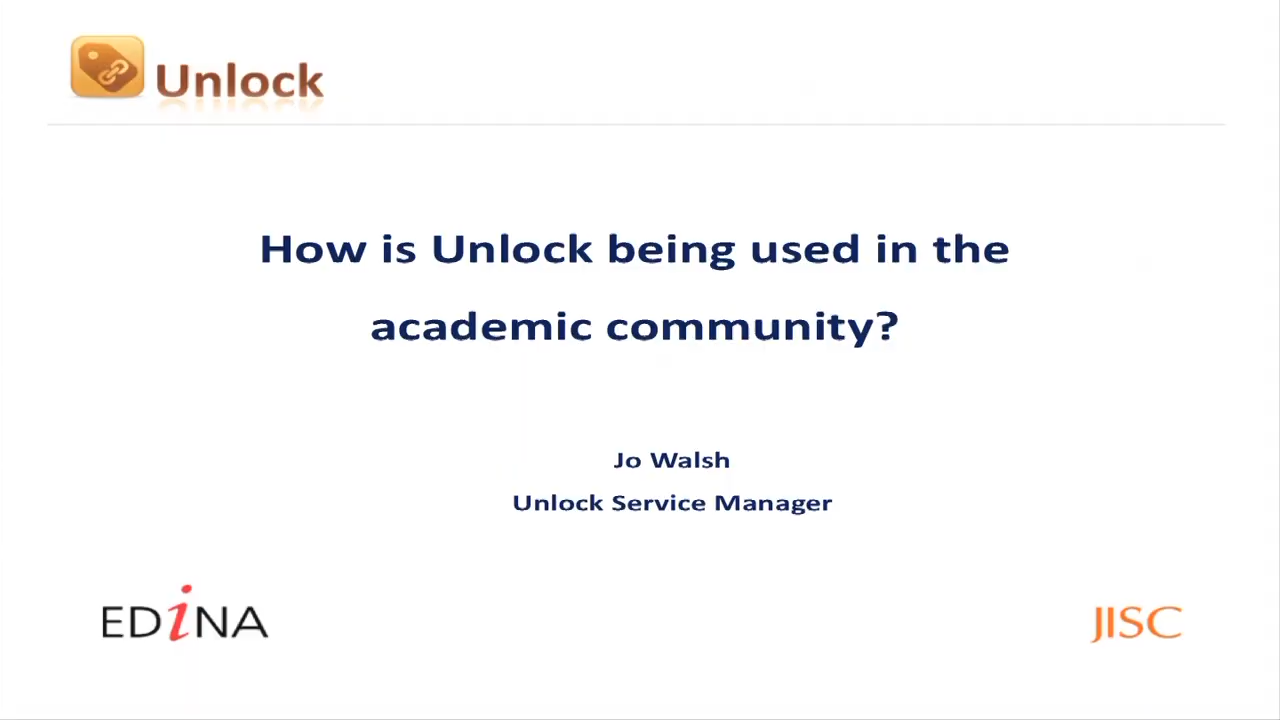 Unlock
How is Unlock being used in the
academic community?
Jo Walsh
Unlock Service Manager
EDiNA
JISC